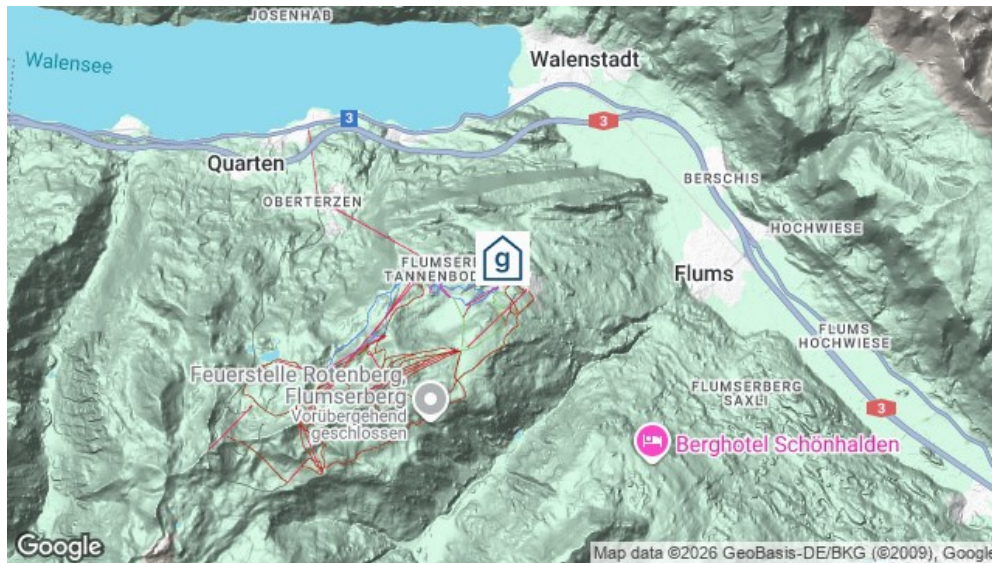 JOSENHAB
Walenstadt
Walensee
3
3
Quarten
BERSCHIS
OBERTERZEN
HOCHWIESE
FLUMSERB
TANNENBOD
g
Flums
FLUMS
HOCHWIESE
Feuerstelle Rotenberg,
Flumserberg
Vorübergehend
geschlossen
FLUMSERBERG
SAXLI
3
Berghotel Schönhalden
Google
Map data ©2026 GeoBasis-DE/BKG (©2009), Google